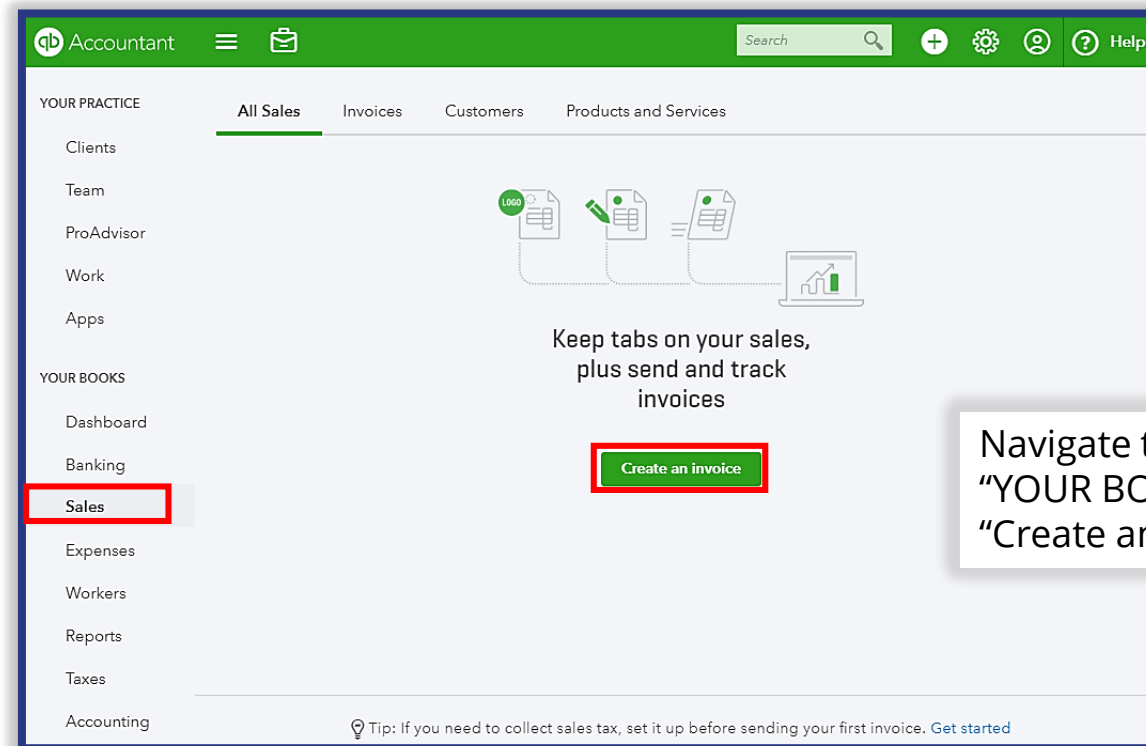 qb Accountant
Search
Help
YOUR PRACTICE
Clients
Team
ProAdvisor
Work
Apps
YOUR BOOKS
Dashboard
Banking
Sales
Expenses
Workers
Reports
Taxes
Accounting
All Sales Invoices Customers Products and Services
LOGO
Keep tabs on your sales,
plus send and track
invoices
Create an invoice
Navigate
“YOUR
“Create
Tip: If you need to collect sales tax, set it up before sending your first invoice. Get started